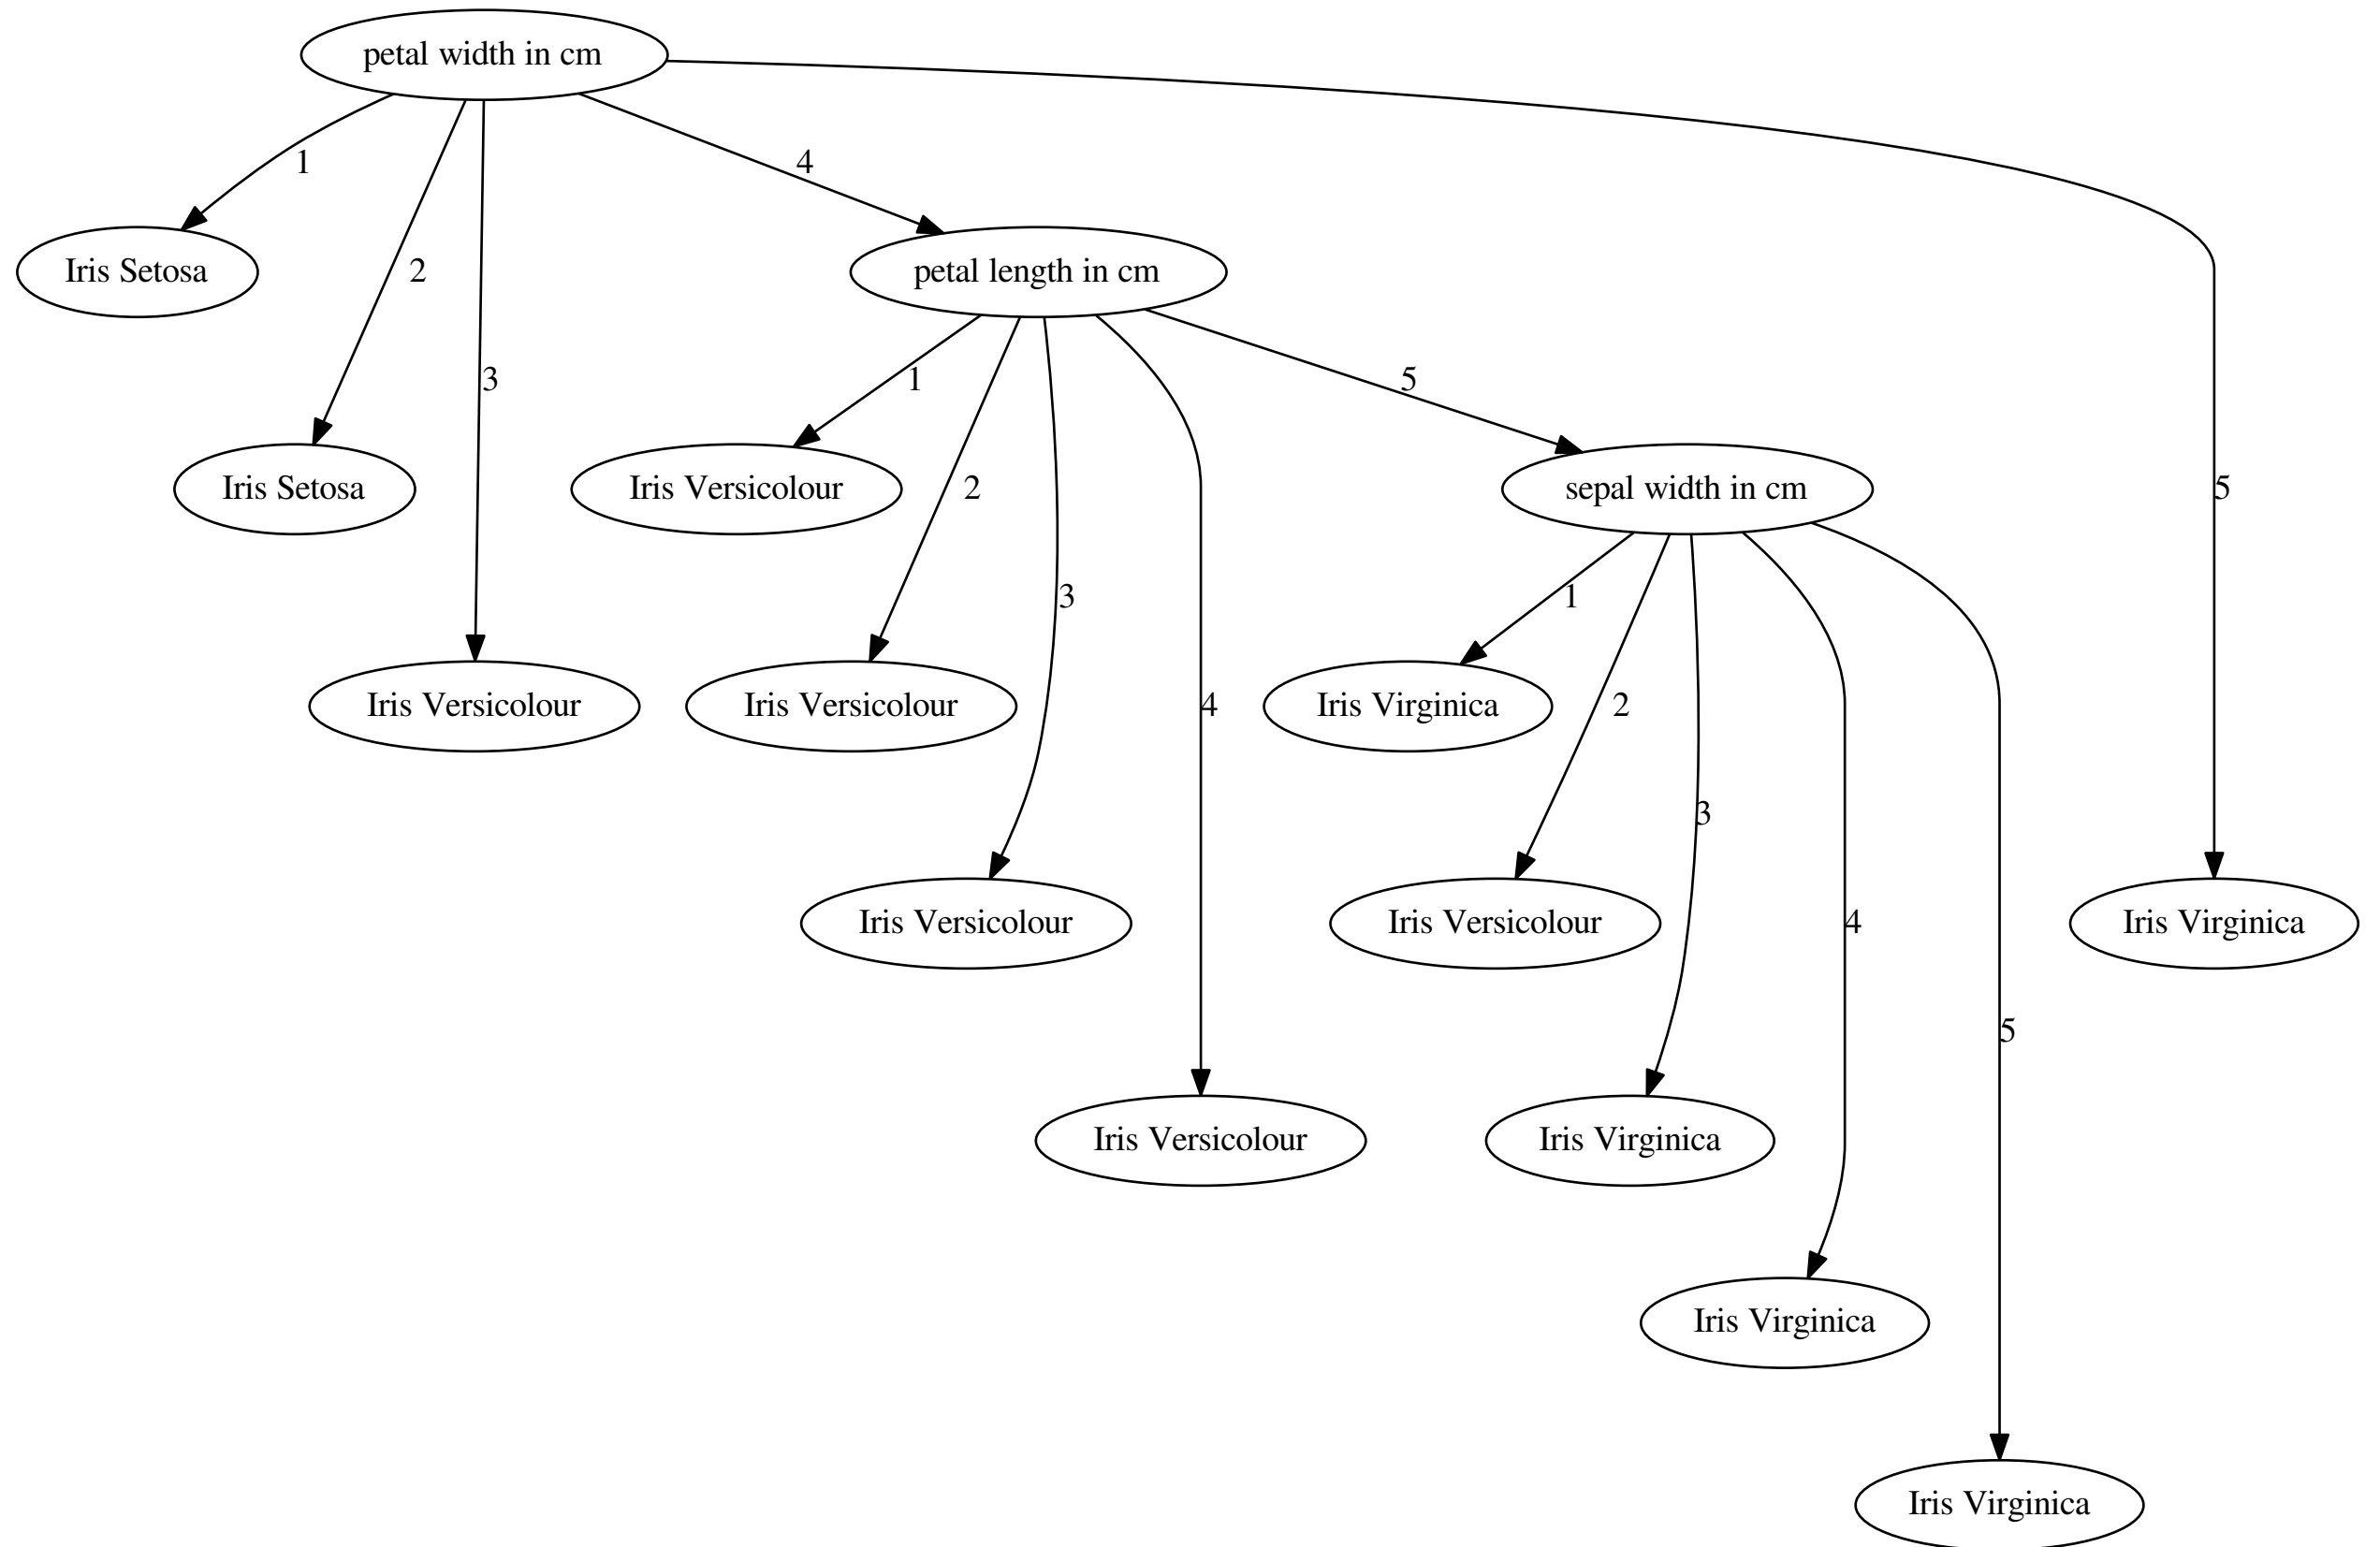 petal width in cm
1
4
Iris Setosa
2
petal length in cm
3
1
5
Iris Setosa
Iris Versicolour
2
sepal width in cm
5
3
1
Iris Versicolour
Iris Versicolour
4
Iris Virginica
2
3
Iris Versicolour
Iris Versicolour
4
Iris Virginica
5
Iris Versicolour
Iris Virginica
Iris Virginica
Iris Virginica